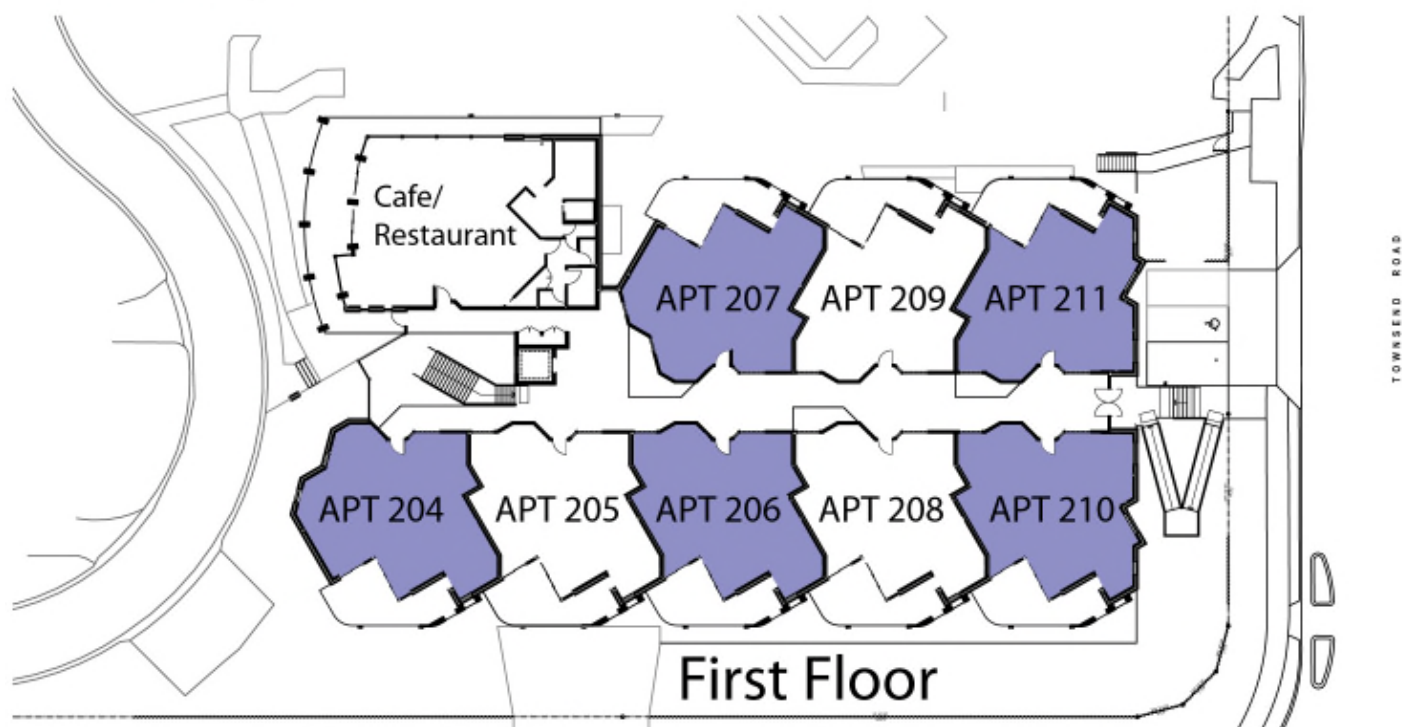 Cafe/
Restaurant
APT 207
APT 209
APT 211
TOWNSEND ROAD
APT 204
APT 205
APT 206
APT 208
APT 210
First Floor